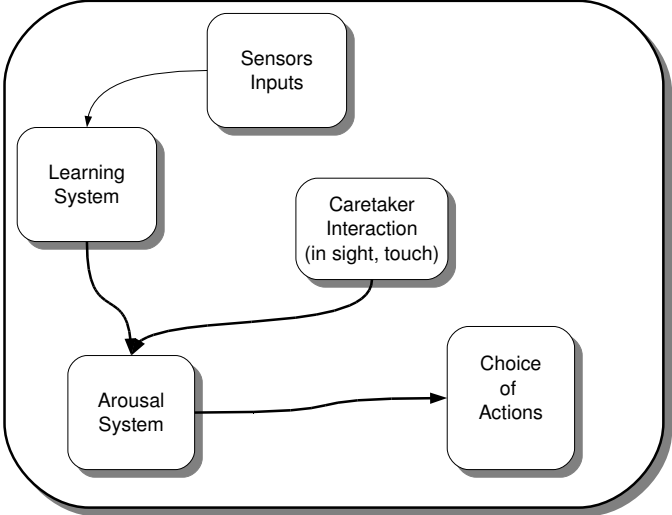 Sensors
Inputs
Learning
System
Caretaker
Interaction
(in sight, touch)
Choice
of
Actions
Arousal
System